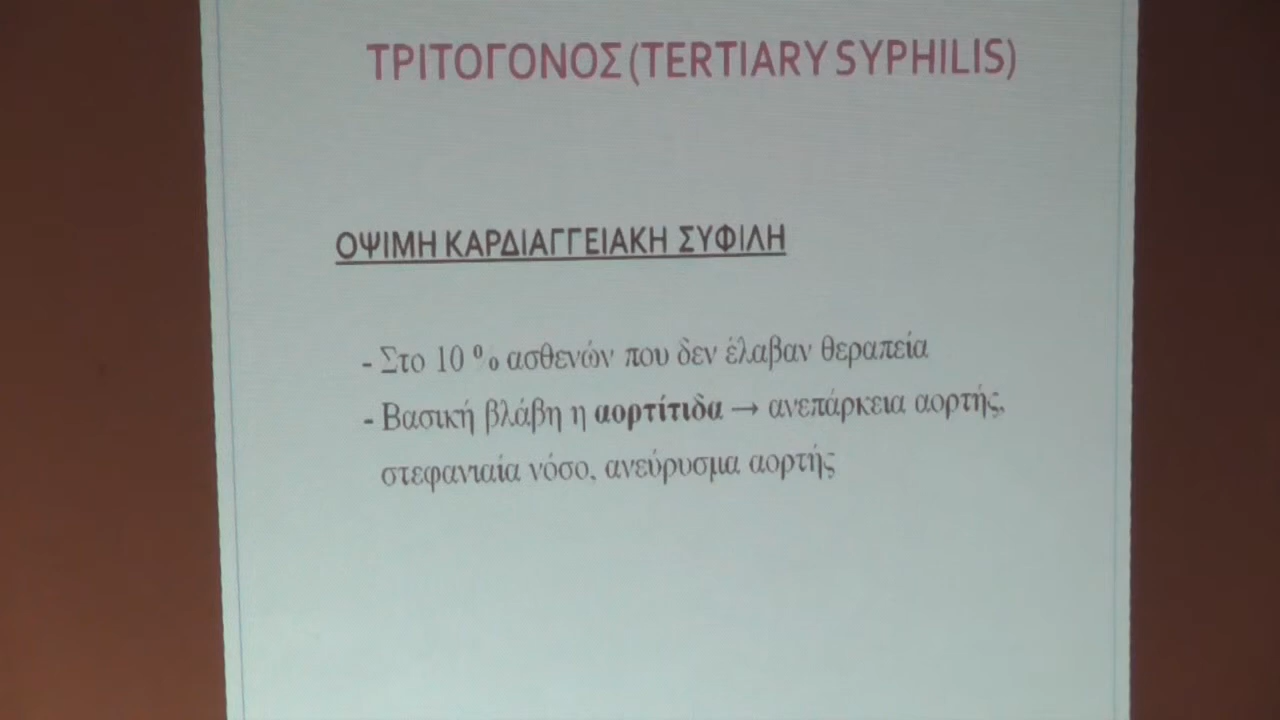 ΤΡΙΤΟΓΟΝΟΣ (TERTIARY SYPHILIS)
ΟΨΙΜΗ ΚΑΡΔΙΑΓΓΕΙΑΚΗ ΣΥΦΙΛΗ
- Στο 10 % ασθενών που δεν έλαβαν θεραπεία
- Βασική βλάβη η αορτίτιδα → ανεπάρκεια αορτής,
στεφανιαία νόσο, ανεύρυσμα αορτής